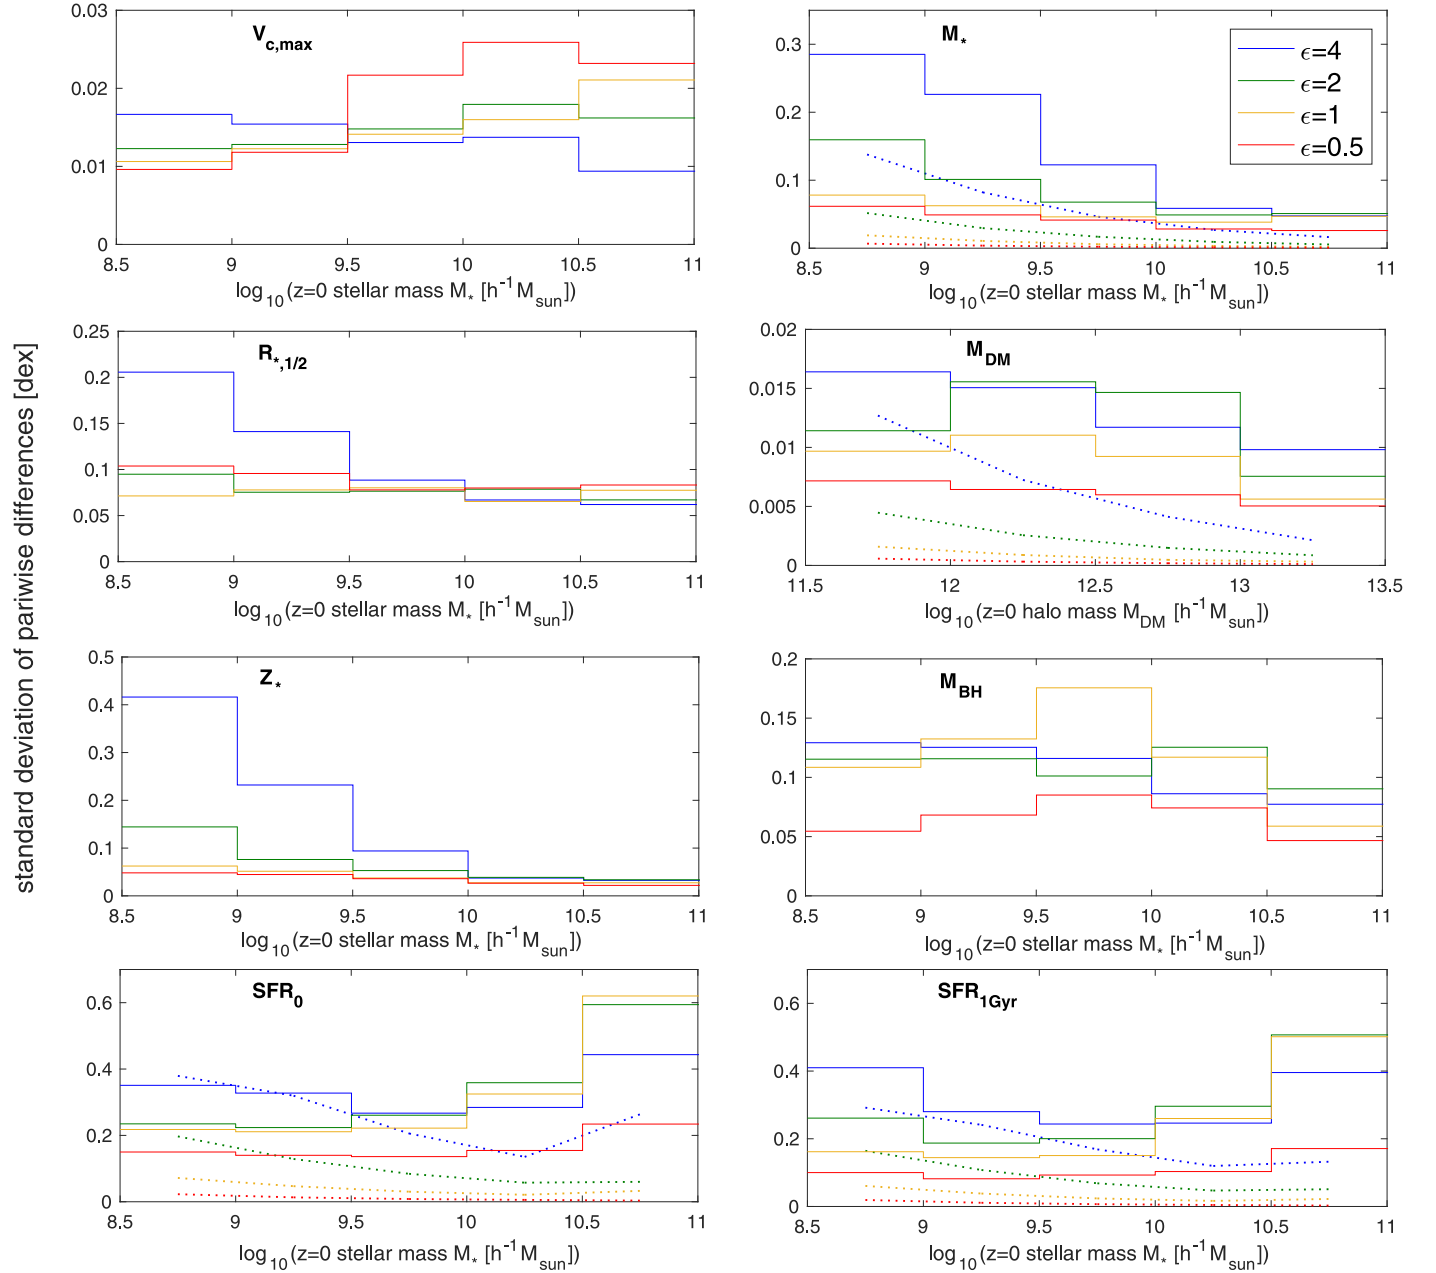 standard deviation of pariwise differences [dex]
V_c,max
0.03
0.02
0.01
0
8.5 9 9.5 10 10.5 11
log_10(z=0 stellar mass M_* [h^-1 M_sun])
M_*
0.3
0.2
0.1
0
8.5 9 9.5 10 10.5 11
log_10(z=0 stellar mass M_* [h^-1 M_sun])
ϵ=4
ϵ=2
ϵ=1
ϵ=0.5
R_*,1/2
0.25
0.2
0.15
0.1
0.05
0
8.5 9 9.5 10 10.5 11
log_10(z=0 stellar mass M_* [h^-1 M_sun])
M_DM
0.02
0.015
0.01
0.005
0
11.5 12 12.5 13 13.5
log_10(z=0 halo mass M_DM [h^-1 M_sun])
Z_*
0.5
0.4
0.3
0.2
0.1
0
8.5 9 9.5 10 10.5 11
log_10(z=0 stellar mass M_* [h^-1 M_sun])
M_BH
0.2
0.15
0.1
0.05
0
8.5 9 9.5 10 10.5 11
log_10(z=0 stellar mass M_* [h^-1 M_sun])
SFR_0
0.6
0.4
0.2
0
8.5 9 9.5 10 10.5 11
log_10(z=0 stellar mass M_* [h^-1 M_sun])
SFR_1Gyr
0.6
0.4
0.2
0
8.5 9 9.5 10 10.5 11
log_10(z=0 stellar mass M_* [h^-1 M_sun])